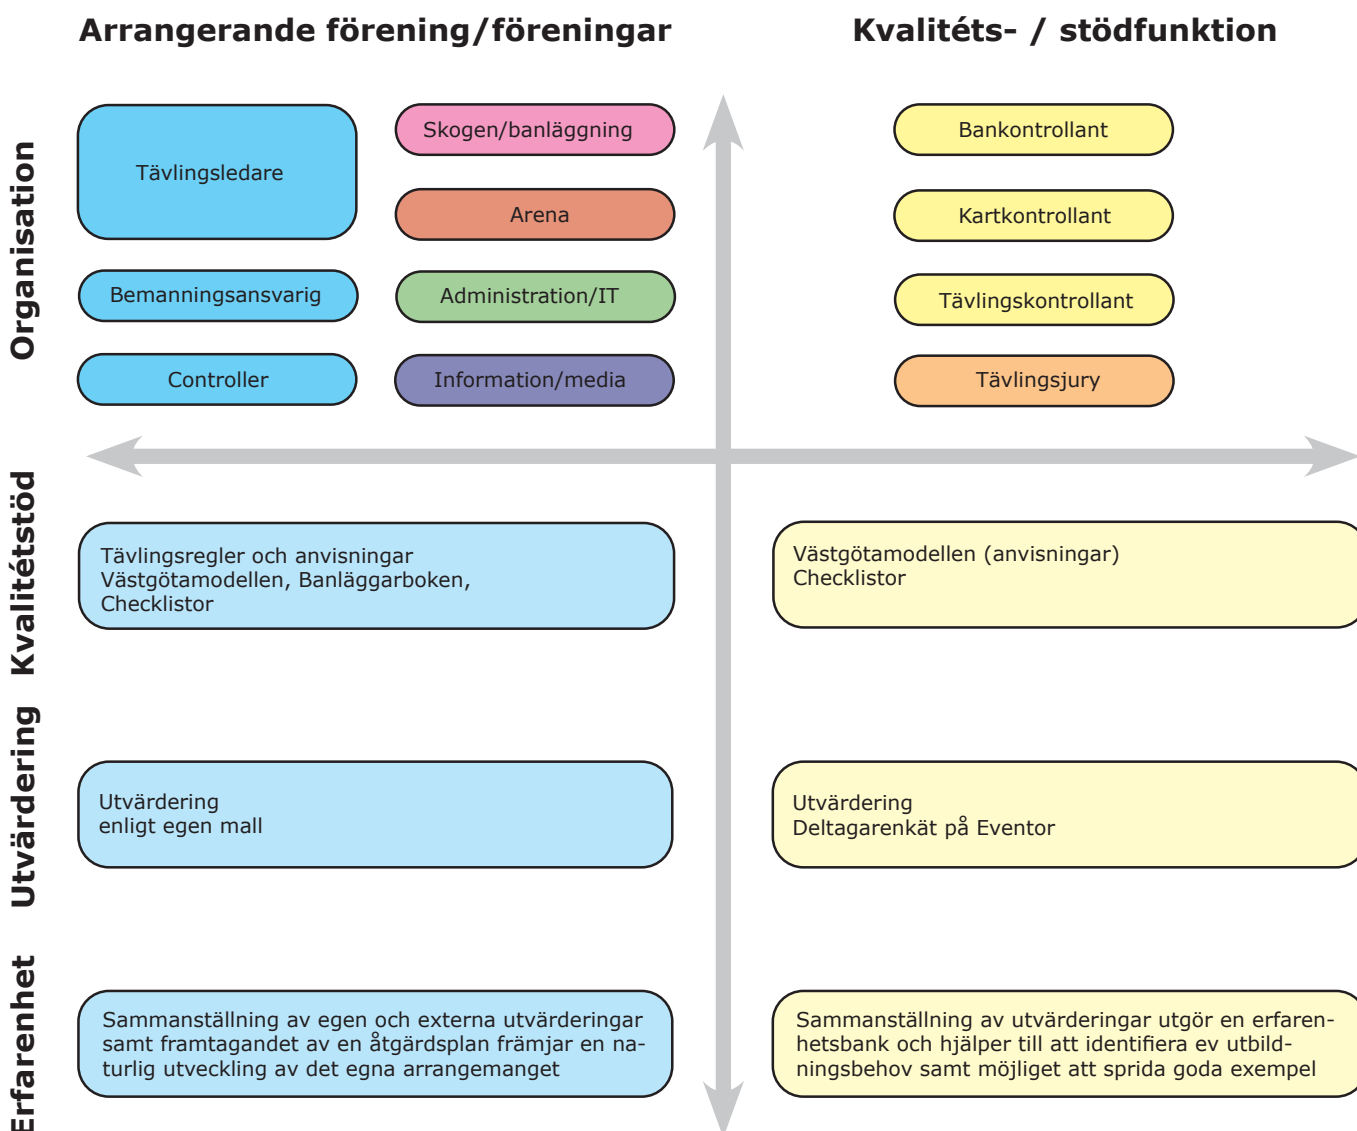 Arrangerande förening/föreningar
Kvalitéts- / stödfunktion
Organisation
Tävlingsledare
Bemanningsansvarig
Controller
Skogen/banläggning
Arena
Administration/IT
Information/media
Bankontrollant
Kartkontrollant
Tävlingskontrollant
Tävlingsjury
Kvalitétstöd
Tävlingsregler och anvisningar
Västgötamodellen, Banläggarboken,
Checklistor
Västgötamodellen (anvisningar)
Checklistor
Utvärdering
Utvärdering
enligt egen mall
Utvärdering
Deltagarenkät på Eventor
Erfarenhet
Sammanställning av egen och externa utvärderingar
samt framtagandet av en åtgärdsplan främjar en na-
turlig utveckling av det egna arrangemanget
Sammanställning av utvärderingar utgör en erfaren-
hetsbank och hjälper till att identifiera ev utbild-
ningsbehov samt möjliget att sprida goda exempel